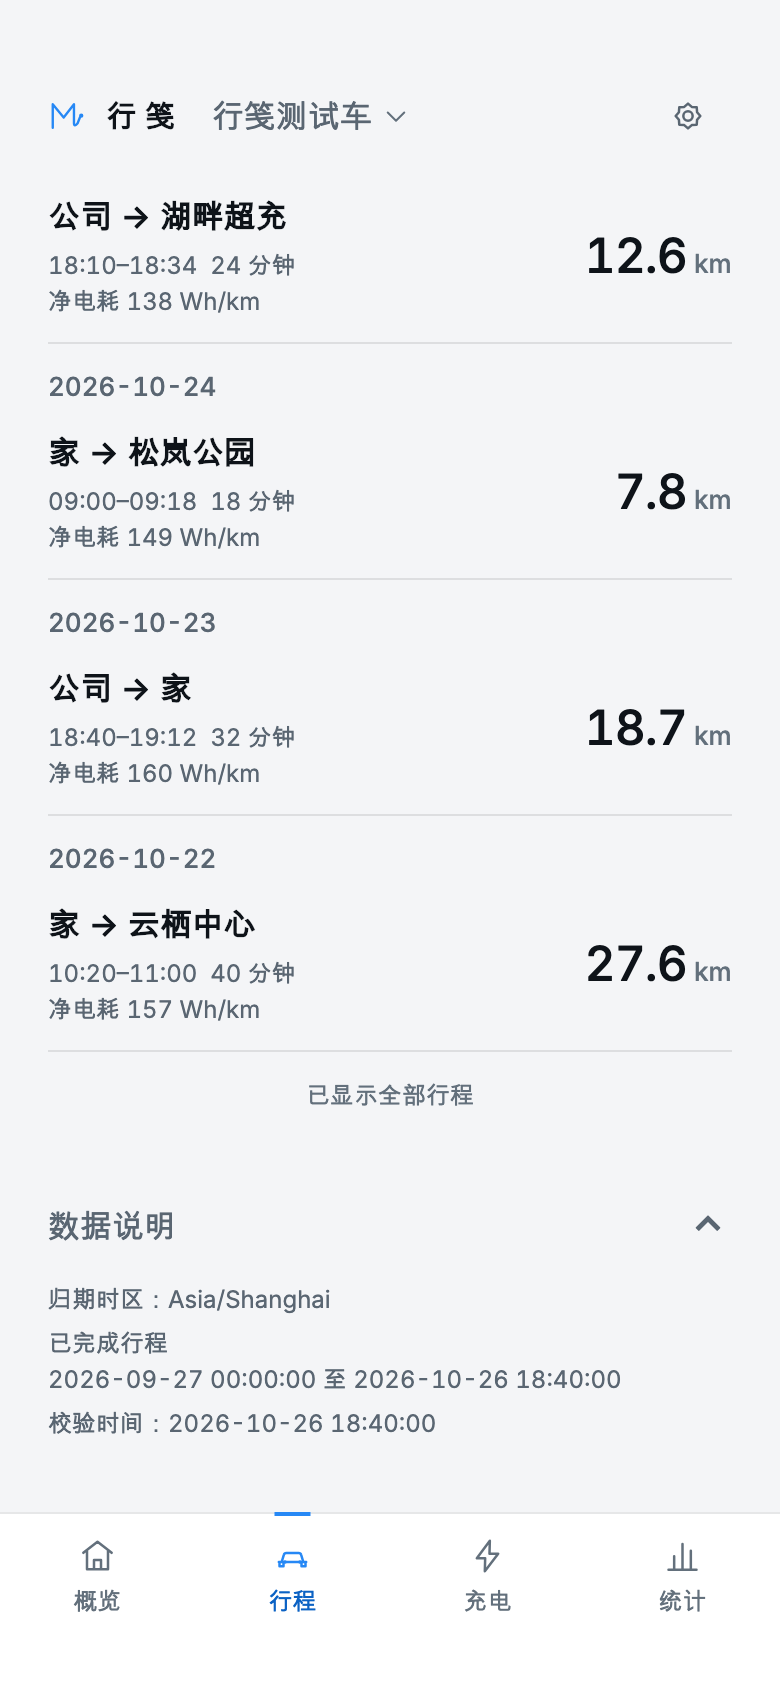 行笺 行笺测试车
公司 → 湖畔超充
18:10–18:34 24 分钟
净电耗 138 Wh/km
12.6 km
2026-10-24
家 → 松岚公园
09:00–09:18 18 分钟
净电耗 149 Wh/km
7.8 km
2026-10-23
公司 → 家
18:40–19:12 32 分钟
净电耗 160 Wh/km
18.7 km
2026-10-22
家 → 云栖中心
10:20–11:00 40 分钟
净电耗 157 Wh/km
27.6 km
已显示全部行程
数据说明
归期时区：Asia/Shanghai
已完成行程
2026-09-27 00:00:00 至 2026-10-26 18:40:00
校验时间：2026-10-26 18:40:00
概览 行程 充电 统计